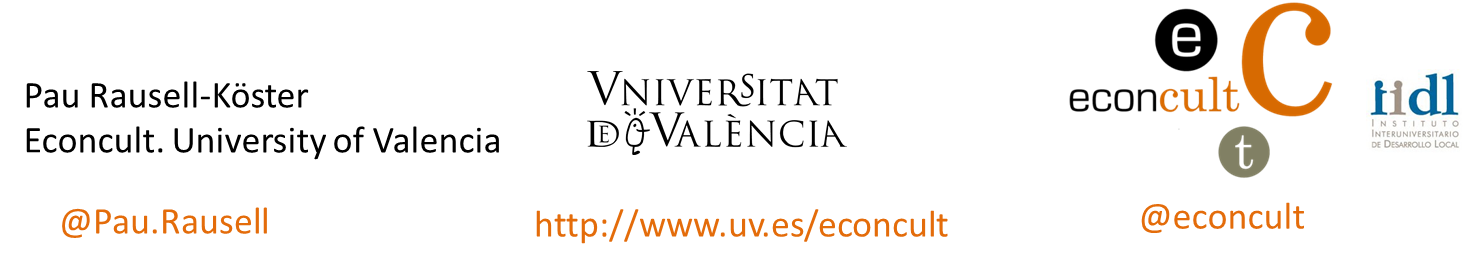 Pau Rausell-Köster
Econcult. University of Valencia
@Pau.Rausell
VNIVERSITAT
DE VALÈNCIA
http://www.uv.es/econcult
e
C
econcult
t
@econcult
iidl
INSTITUTO
INTERUNIVERSITARIO
DE DESARROLLO LOCAL